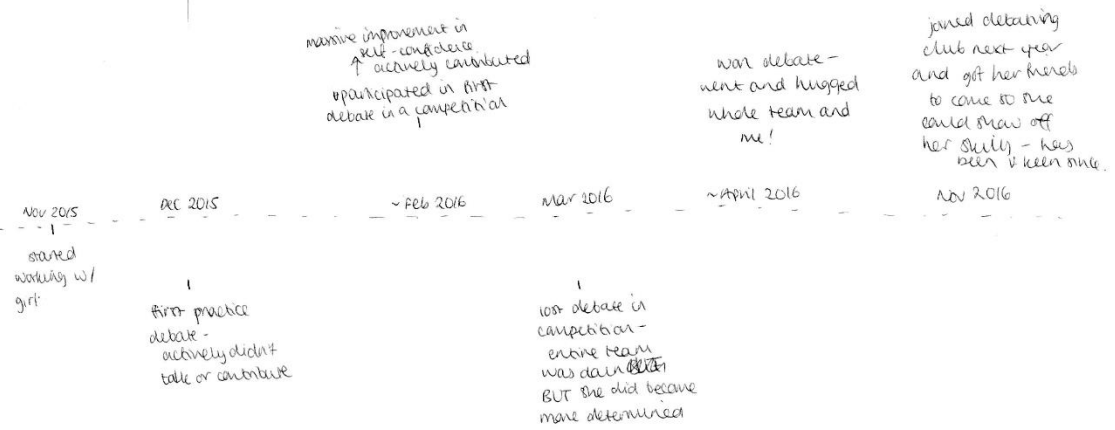 massive improvement in
self-confidence.
↑ actively contributed
& participated in first
debate in a competition
won debate -
went and hugged
whole team and
me!
joined debating
club next year
and got her friends
to come so she
could show off
her skills - has
been v keen since.
Nov 2015
Dec 2015
~Feb 2016
Mar 2016
~April 2016
Nov 2016
started
working w/
girl
first practice
debate -
actively didn't
talk or contribute
lost debate in
competition -
entire team
was down
BUT she did become
more determined